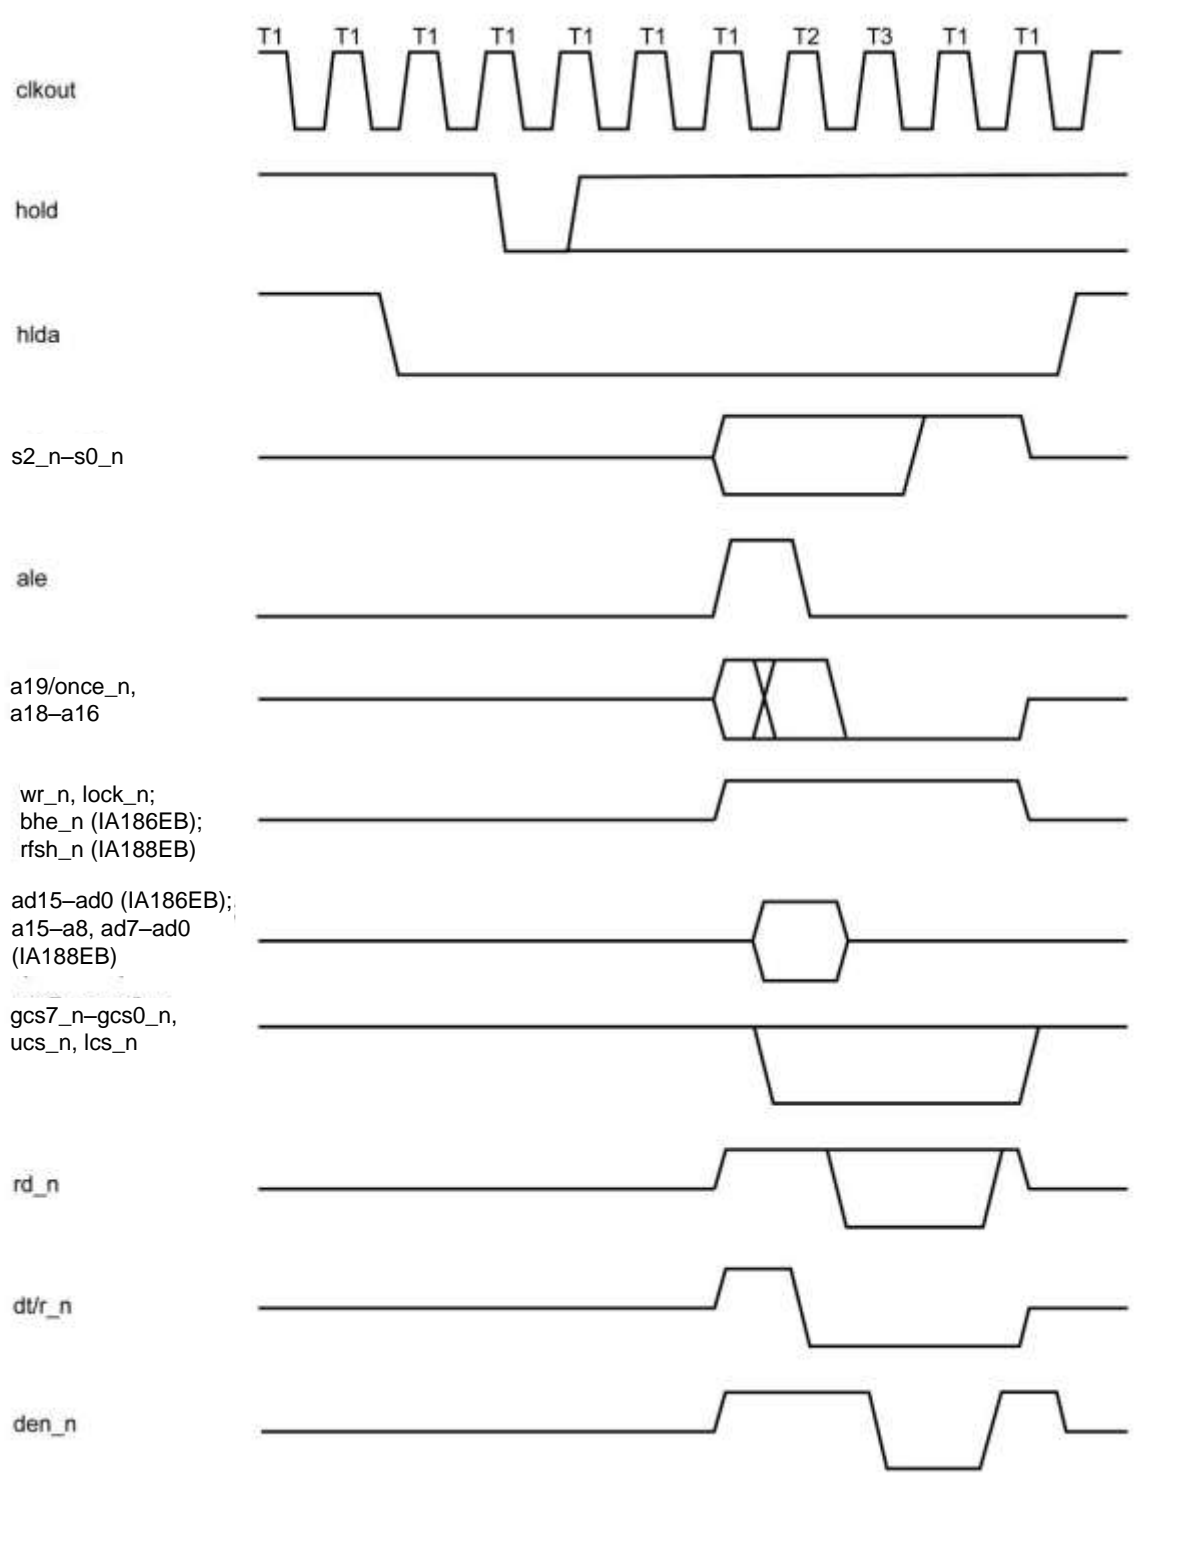 T1 T1 T1 T1 T1 T1 T1 T2 T3 T1 T1
clkout
hold
hlda
s2_n–s0_n
ale
a19/once_n,
a18–a16
wr_n, lock_n;
bhe_n (IA186EB);
rfsh_n (IA188EB)
ad15–ad0 (IA186EB);
a15–a8, ad7–ad0
(IA188EB)
gcs7_n–gcs0_n,
ucs_n, lcs_n
rd_n
dt/r_n
den_n